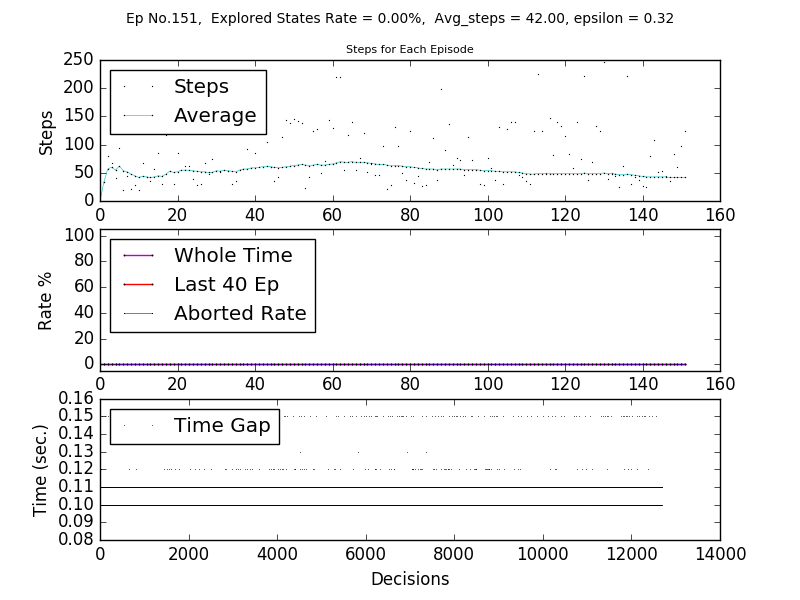 Ep No.151,  Explored States Rate = 0.00%,  Avg_steps = 42.00, epsilon = 0.32
Steps for Each Episode
250
200
150
100
50
0
Steps
Steps
Average
0 20 40 60 80 100 120 140 160
100
80
60
40
20
0
Rate %
Whole Time
Last 40 Ep
Aborted Rate
0 20 40 60 80 100 120 140 160
0.16
0.15
0.14
0.13
0.12
0.11
0.10
0.09
0.08
Time (sec.)
Time Gap
0 2000 4000 6000 8000 10000 12000 14000
Decisions